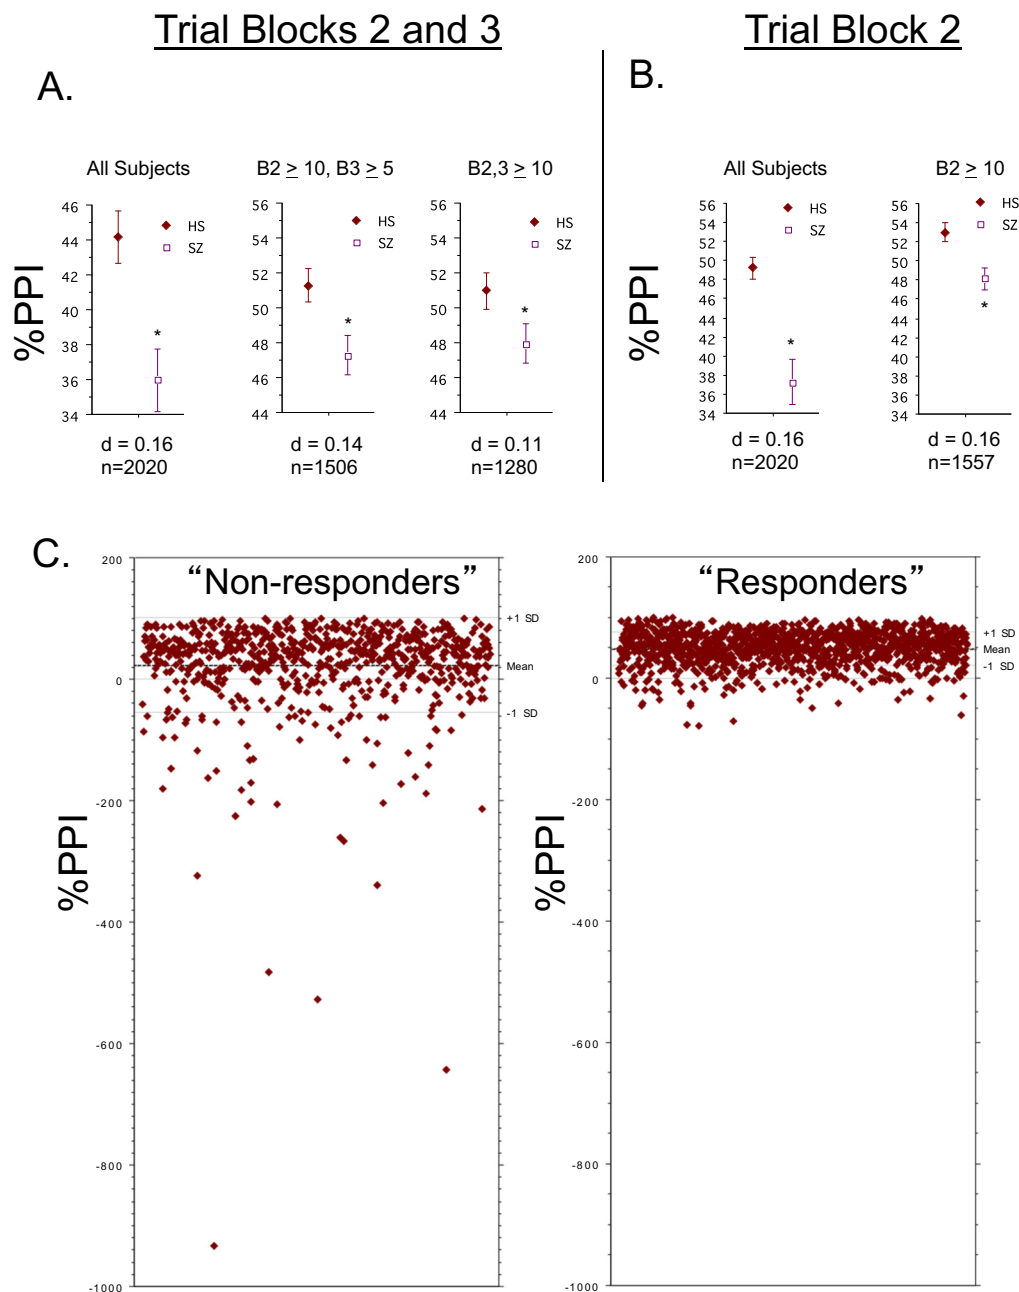 Trial Blocks 2 and 3
Trial Block 2
A.
B.
All Subjects
B2 ≥ 10, B3 ≥ 5
B2,3 ≥ 10
All Subjects
B2 ≥ 10
%PPI
46
44
42
40
38
36
34
HS
SZ
*
d = 0.16
n=2020
56
54
52
50
48
46
44
HS
SZ
*
d = 0.14
n=1506
56
54
52
50
48
46
44
HS
SZ
*
d = 0.11
n=1280
%PPI
56
54
52
50
48
46
44
42
40
38
36
34
HS
SZ
*
d = 0.16
n=2020
56
54
52
50
48
46
44
42
40
38
36
34
HS
SZ
*
d = 0.16
n=1557
C.
“Non-responders”
%PPI
200
0
-200
-400
-600
-800
-1000
+1 SD
Mean
-1 SD
“Responders”
%PPI
200
0
-200
-400
-600
-800
-1000
+1 SD
Mean
-1 SD